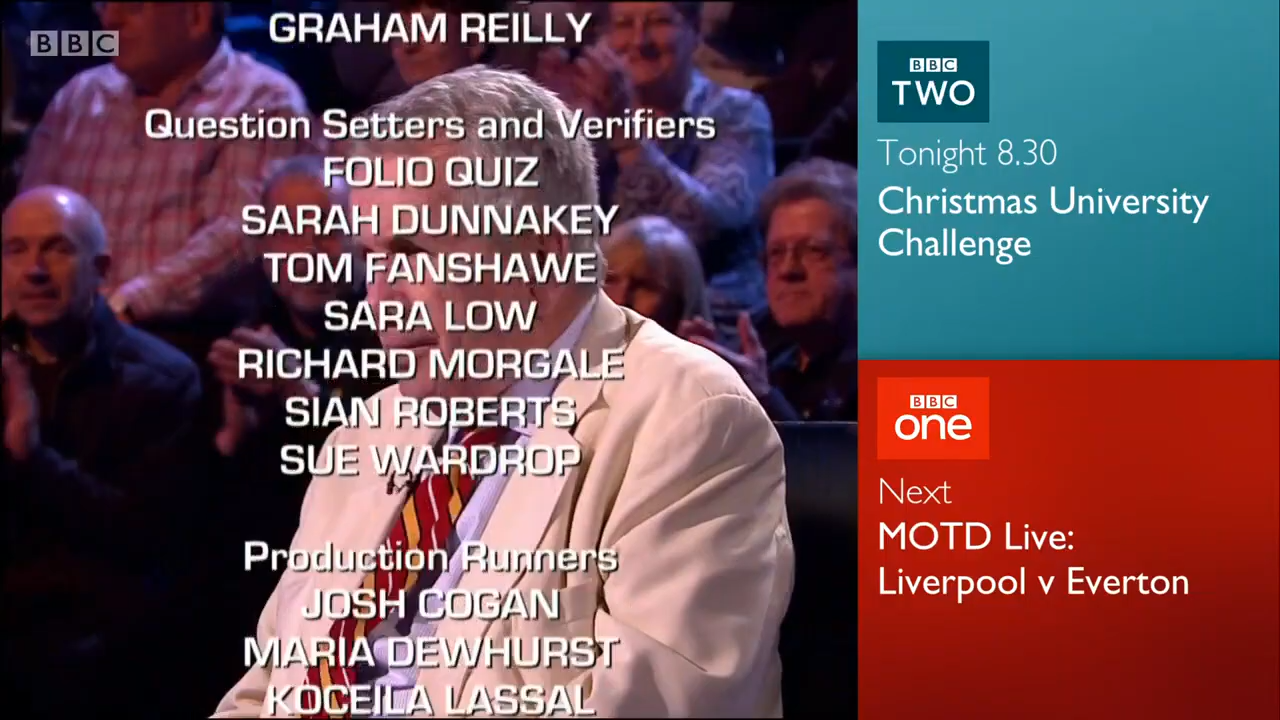 BBC
GRAHAM REILLY
Question Setters and Verifiers
FOLIO QUIZ
SARAH DUNNAKEY
TOM FANSHAWE
SARA LOW
RICHARD MORGALE
SIAN ROBERTS
SUE WARDROP
Production Runners
JOSH COGAN
MARIA DEWHURST
KOCEILA LASSAL
BBC
TWO
Tonight 8.30
Christmas University
Challenge
BBC
one
Next
MOTD Live:
Liverpool v Everton